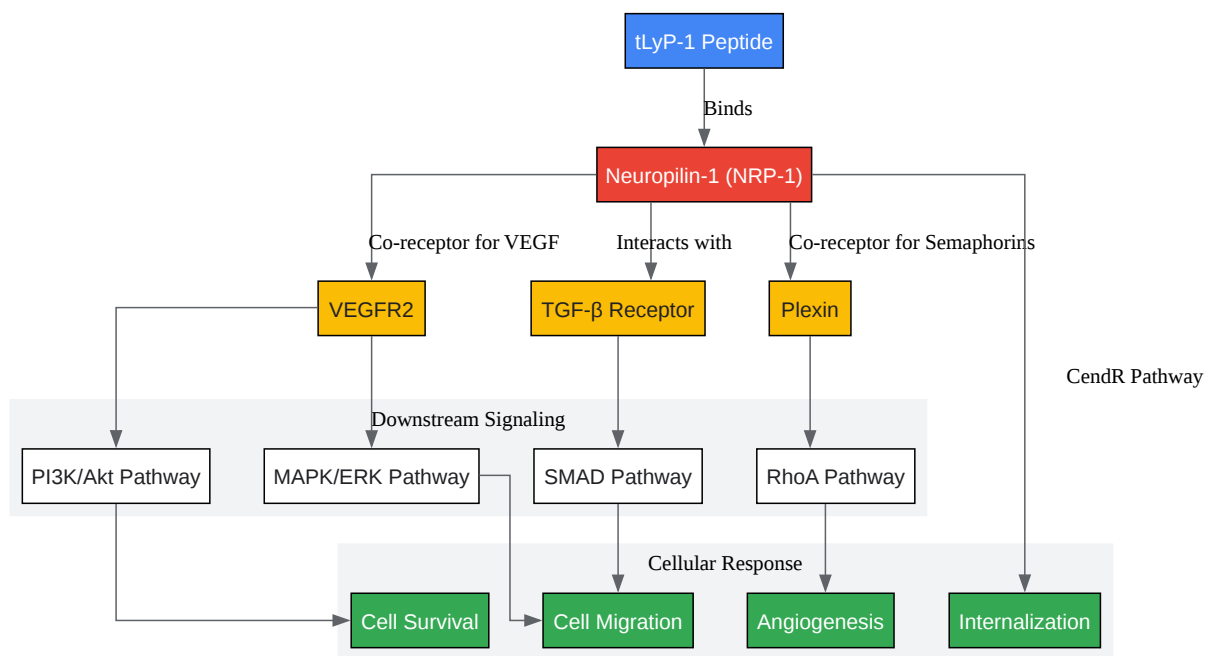 tLyP-1 Peptide
Binds
Neuropilin-1 (NRP-1)
Co-receptor for VEGF
Interacts with
Co-receptor for Semaphorins
VEGFR2
TGF-β Receptor
Plexin
CendR Pathway
Downstream Signaling
PI3K/Akt Pathway
MAPK/ERK Pathway
SMAD Pathway
RhoA Pathway
Cellular Response
Cell Survival
Cell Migration
Angiogenesis
Internalization